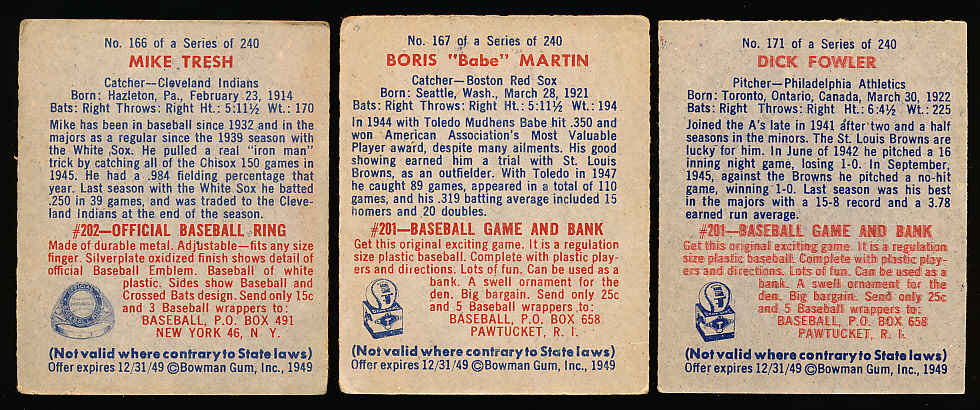 No. 166 of a Series of 240
MIKE TRESH
Catcher—Cleveland Indians
Born: Hazleton, Pa., February 23, 1914
Bats: Right Throws: Right Ht.: 5:11½ Wt.: 170
Mike has been in baseball since 1932 and in the
majors as a regular since the 1939 season with
the White Sox. He pulled a real "iron man"
trick by catching all of the Chisox 150 games in
1945. He had a .984 fielding percentage that
year. Last season with the White Sox he batted
.250 in 39 games, and was traded to the Cleve-
land Indians at the end of the season.
#202—OFFICIAL BASEBALL RING
Made of durable metal. Adjustable—fits any size
finger. Silverplate oxidized finish shows detail of
official Baseball Emblem. Baseball of white
plastic. Sides show Baseball and
Crossed Bats design. Send only 15c
and 3 Baseball wrappers to:
BASEBALL, P.O. BOX 491
NEW YORK 46, N. Y.
(Not valid where contrary to State laws)
Offer expires 12/31/49 ©Bowman Gum, Inc., 1949
No. 167 of a Series of 240
BORIS "Babe" MARTIN
Catcher—Boston Red Sox
Born: Seattle, Wash., March 28, 1921
Bats: Right Throws: Right Ht.: 5:11½ Wt.: 194
In 1944 with Toledo Mudhens Babe hit .350 and
won American Association's Most Valuable
Player award, despite many ailments. His good
showing earned him a trial with St. Louis
Browns, as an outfielder. With Toledo in 1947
he caught 89 games, appeared in a total of 110
games, and his .319 batting average included 15
homers and 20 doubles.
#201—BASEBALL GAME AND BANK
Get this original exciting game. It is a regulation
size plastic baseball. Complete with plastic play-
ers and directions. Lots of fun. Can be used as a
bank. A swell ornament for the
den. Big bargain. Send only 25c
and 5 Baseball wrappers to:
BASEBALL, P.O. BOX 658
PAWTUCKET, R. I.
(Not valid where contrary to State laws)
Offer expires 12/31/49 ©Bowman Gum, Inc., 1949
No. 171 of a Series of 240
DICK FOWLER
Pitcher—Philadelphia Athletics
Born: Toronto, Ontario, Canada, March 30, 1922
Bats: Right Throws: Right Ht.: 6:4½ Wt.: 225
Joined the A's late in 1941 after two and a half
seasons in the minors. The St. Louis Browns are
lucky for him. In June of 1942 he pitched a 16
inning night game, losing 1-0. In September,
1945, against the Browns he pitched a no-hit
game, winning 1-0. Last season was his best
in the majors with a 15-8 record and a 3.78
earned run average.
#201—BASEBALL GAME AND BANK
Get this original exciting game. It is a regulation
size plastic baseball. Complete with plastic play-
ers and directions. Lots of fun. Can be used as a
bank. A swell ornament for the
den. Big bargain. Send only 25c
and 5 Baseball wrappers to:
BASEBALL, P.O. BOX 658
PAWTUCKET, R. I.
(Not valid where contrary to State laws)
Offer expires 12/31/49 ©Bowman Gum, Inc., 1949